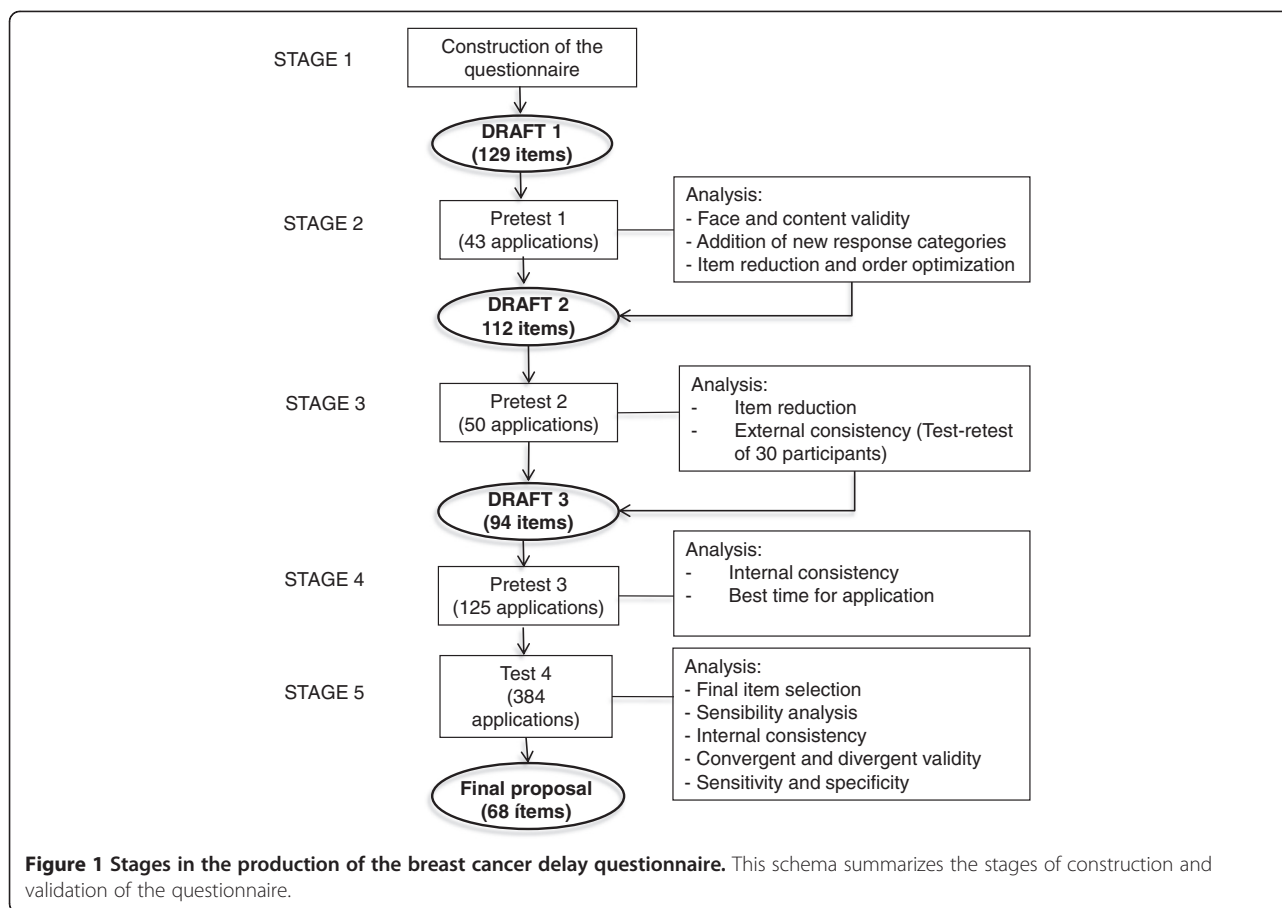 STAGE 1
Construction of the
questionnaire
DRAFT 1
(129 items)
STAGE 2
Pretest 1
(43 applications)
Analysis:
- Face and content validity
- Addition of new response categories
- Item reduction and order optimization
DRAFT 2
112 items)
STAGE 3
Pretest 2
(50 applications)
Analysis:
- Item reduction
- External consistency (Test-retest
of 30 participants)
DRAFT 3
(94 items)
STAGE 4
Pretest 3
(125 applications)
Analysis:
- Internal consistency
- Best time for application
STAGE 5
Test 4
(384
applications)
Analysis:
- Final item selection
- Sensibility analysis
- Internal consistency
- Convergent and divergent validity
- Sensitivity and specificity
Final proposal
(68 ítems)
Figure 1 Stages in the production of the breast cancer delay questionnaire. This schema summarizes the stages of construction and
validation of the questionnaire.